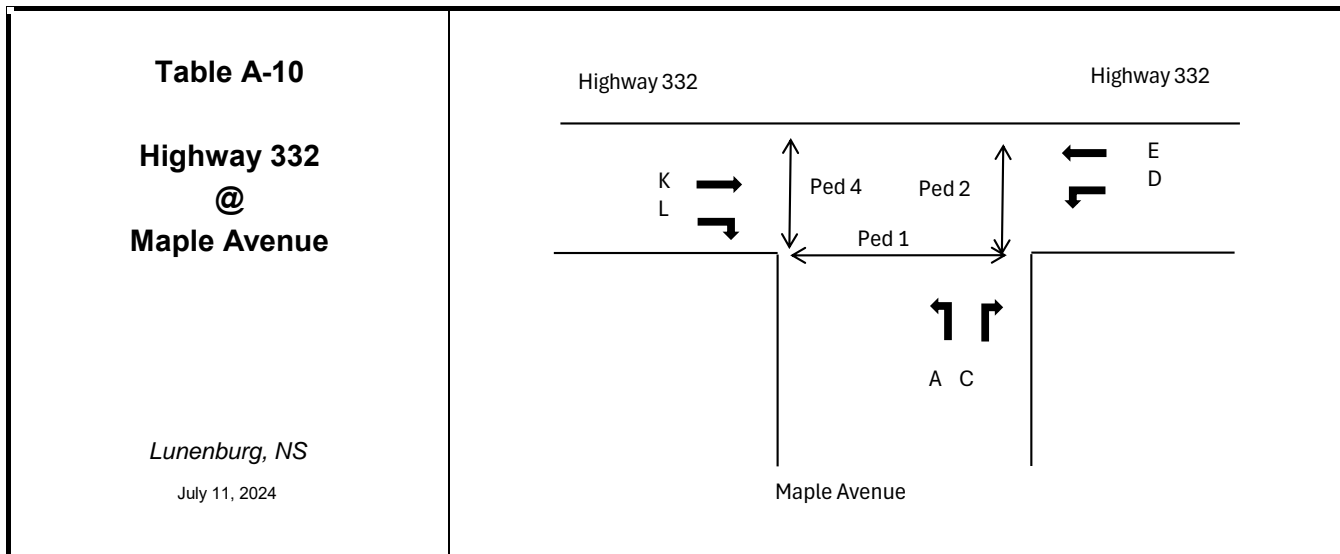 Table A-10
Highway 332
@
Maple Avenue
Lunenburg, NS
July 11, 2024
Highway 332
Highway 332
K
L
Ped 4
Ped 2
E
D
Ped 1
A C
Maple Avenue